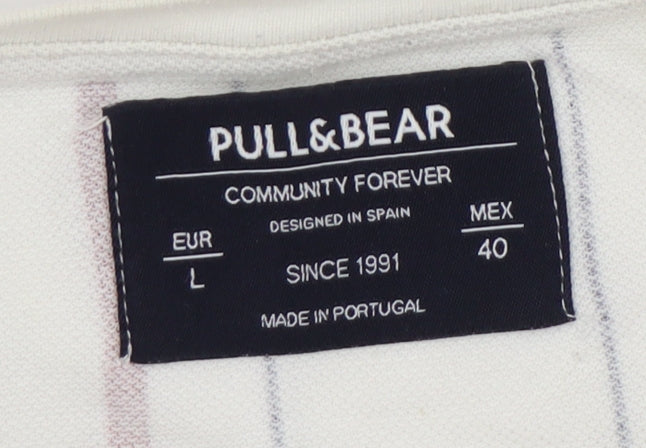 PULL&BEAR
COMMUNITY FOREVER
DESIGNED IN SPAIN
EUR
L
MEX
40
SINCE 1991
MADE IN PORTUGAL